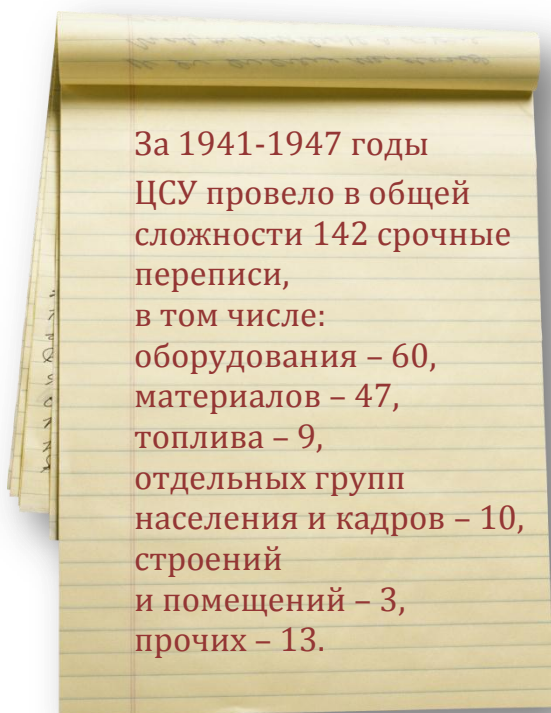 За 1941-1947 годы
ЦСУ провело в общей
сложности 142 срочные
переписи,
в том числе:
оборудования – 60,
материалов – 47,
топлива – 9,
отдельных групп
населения и кадров – 10,
строений
и помещений – 3,
прочих – 13.